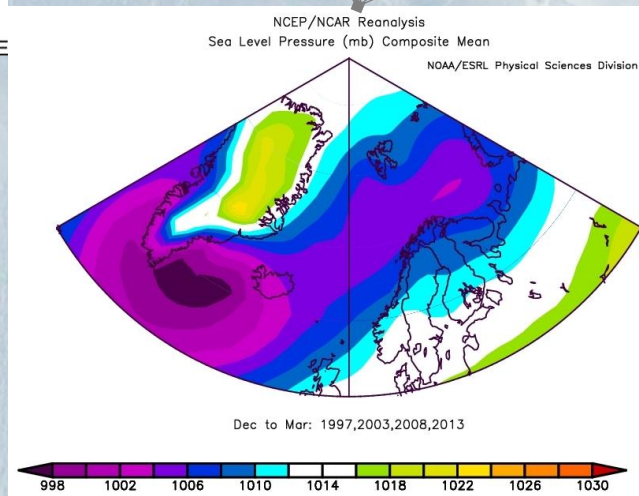 NCEP/NCAR Reanalysis
Sea Level Pressure (mb) Composite Mean
NOAA/ESRL Physical Sciences Division
Dec to Mar: 1997,2003,2008,2013
998 1002 1006 1010 1014 1018 1022 1026 1030